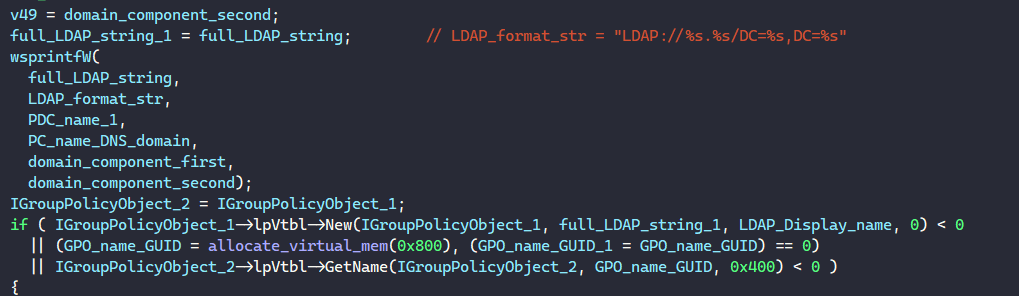 v49 = domain_component_second;
full_LDAP_string_1 = full_LDAP_string; // LDAP_format_str = "LDAP://%s.%s/DC=%s,DC=%s"
wsprintfW(
full_LDAP_string,
LDAP_format_str,
PDC_name_1,
PC_name_DNS_domain,
domain_component_first,
domain_component_second);
IGroupPolicyObject_2 = IGroupPolicyObject_1;
if ( IGroupPolicyObject_1->lpVtbl->New(IGroupPolicyObject_1, full_LDAP_string_1, LDAP_Display_name, 0) < 0
|| (GPO_name_GUID = allocate_virtual_mem(0x800), (GPO_name_GUID_1 = GPO_name_GUID) == 0)
|| IGroupPolicyObject_2->lpVtbl->GetName(IGroupPolicyObject_2, GPO_name_GUID, 0x400) < 0 )
{